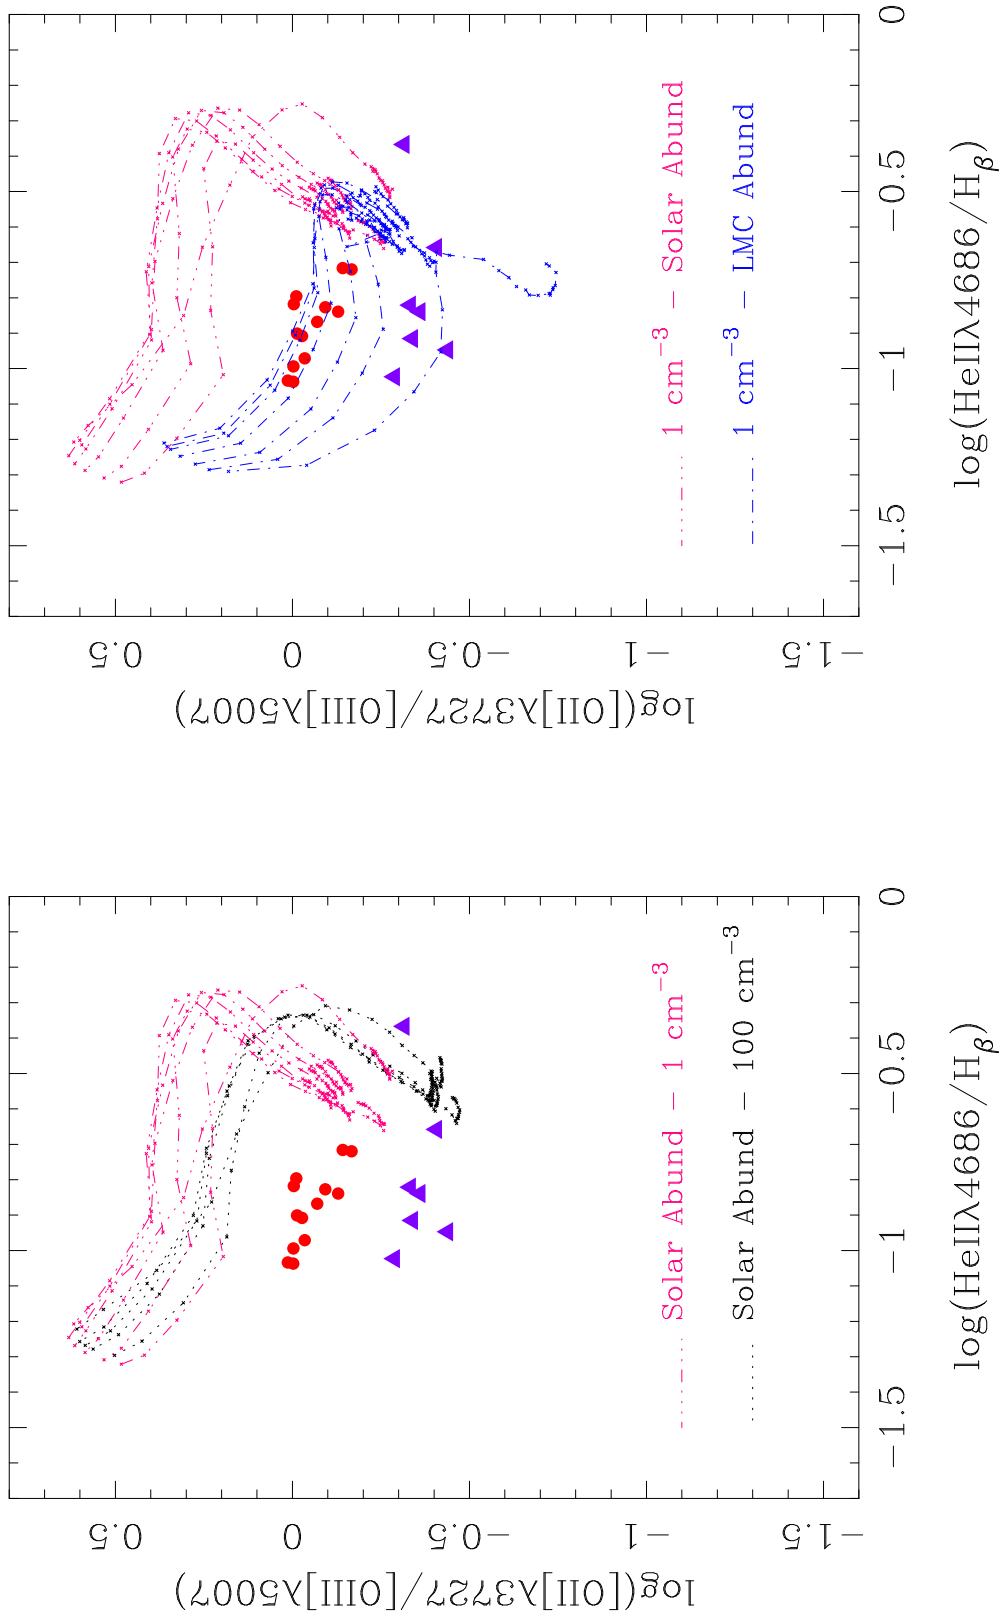 log([OII]λ3727/[OIII]λ5007)
0.5
0
−0.5
−1
−1.5
Solar Abund − 1 cm⁻³
Solar Abund − 100 cm⁻³
−1.5
−1
−0.5
0
log(HeIIλ4686/Hβ)
log([OII]λ3727/[OIII]λ5007)
0.5
0
−0.5
−1
−1.5
1 cm⁻³ − Solar Abund
1 cm⁻³ − LMC Abund
−1.5
−1
−0.5
0
log(HeIIλ4686/Hβ)